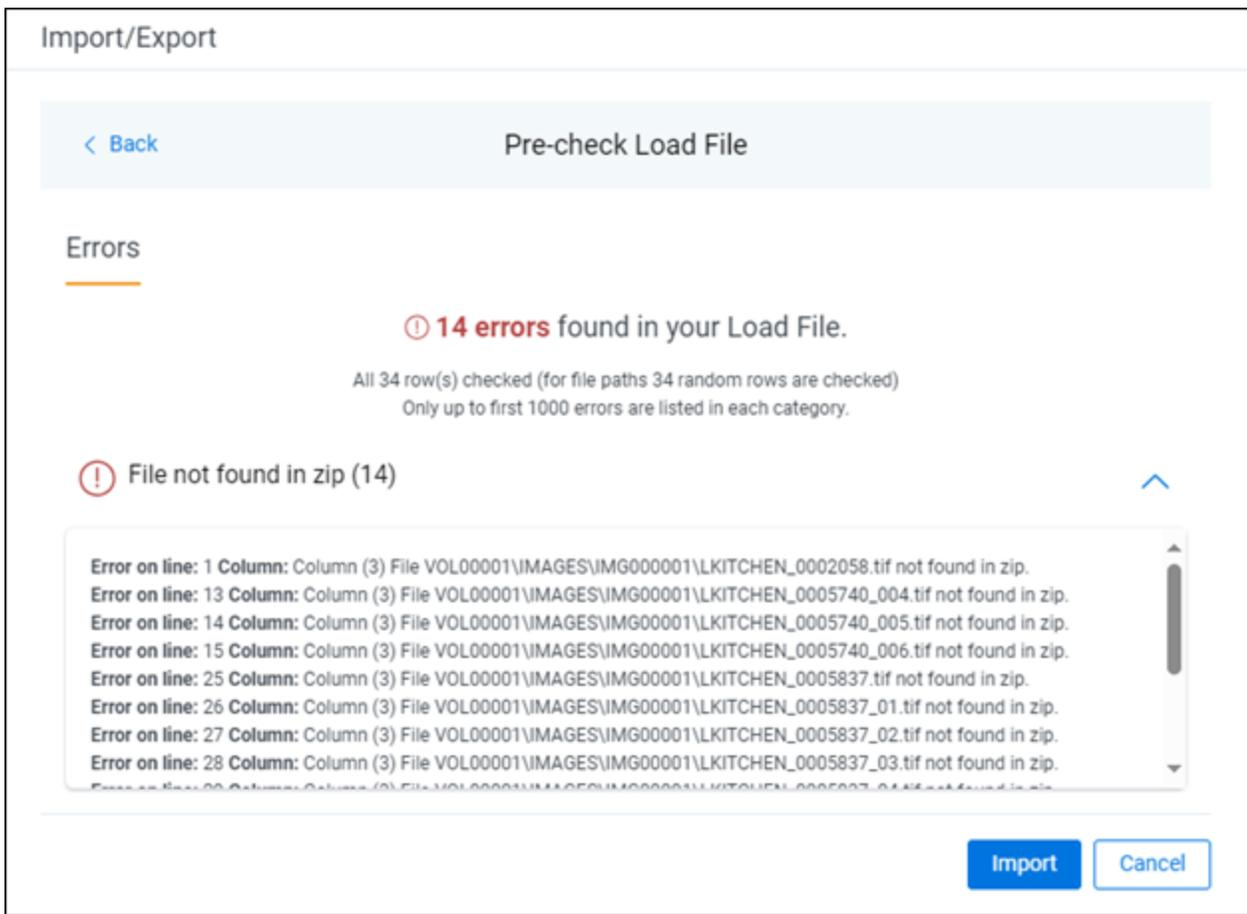 Import/Export
Back
Pre-check Load File
Errors
14 errors found in your Load File.
All 34 row(s) checked (for file paths 34 random rows are checked)
Only up to first 1000 errors are listed in each category.
File not found in zip (14)
Error on line: 1 Column: Column (3) File VOL00001\IMAGES\IMG000001\LKITCHEN_0002058.tif not found in zip.
Error on line: 13 Column: Column (3) File VOL00001\IMAGES\IMG00001\LKITCHEN_0005740_004.tif not found in zip.
Error on line: 14 Column: Column (3) File VOL00001\IMAGES\IMG00001\LKITCHEN_0005740_005.tif not found in zip.
Error on line: 15 Column: Column (3) File VOL00001\IMAGES\IMG00001\LKITCHEN_0005740_006.tif not found in zip.
Error on line: 25 Column: Column (3) File VOL00001\IMAGES\IMG00001\LKITCHEN_0005837.tif not found in zip.
Error on line: 26 Column: Column (3) File VOL00001\IMAGES\IMG00001\LKITCHEN_0005837_01.tif not found in zip.
Error on line: 27 Column: Column (3) File VOL00001\IMAGES\IMG00001\LKITCHEN_0005837_02.tif not found in zip.
Error on line: 28 Column: Column (3) File VOL00001\IMAGES\IMG00001\LKITCHEN_0005837_03.tif not found in zip.
Import
Cancel